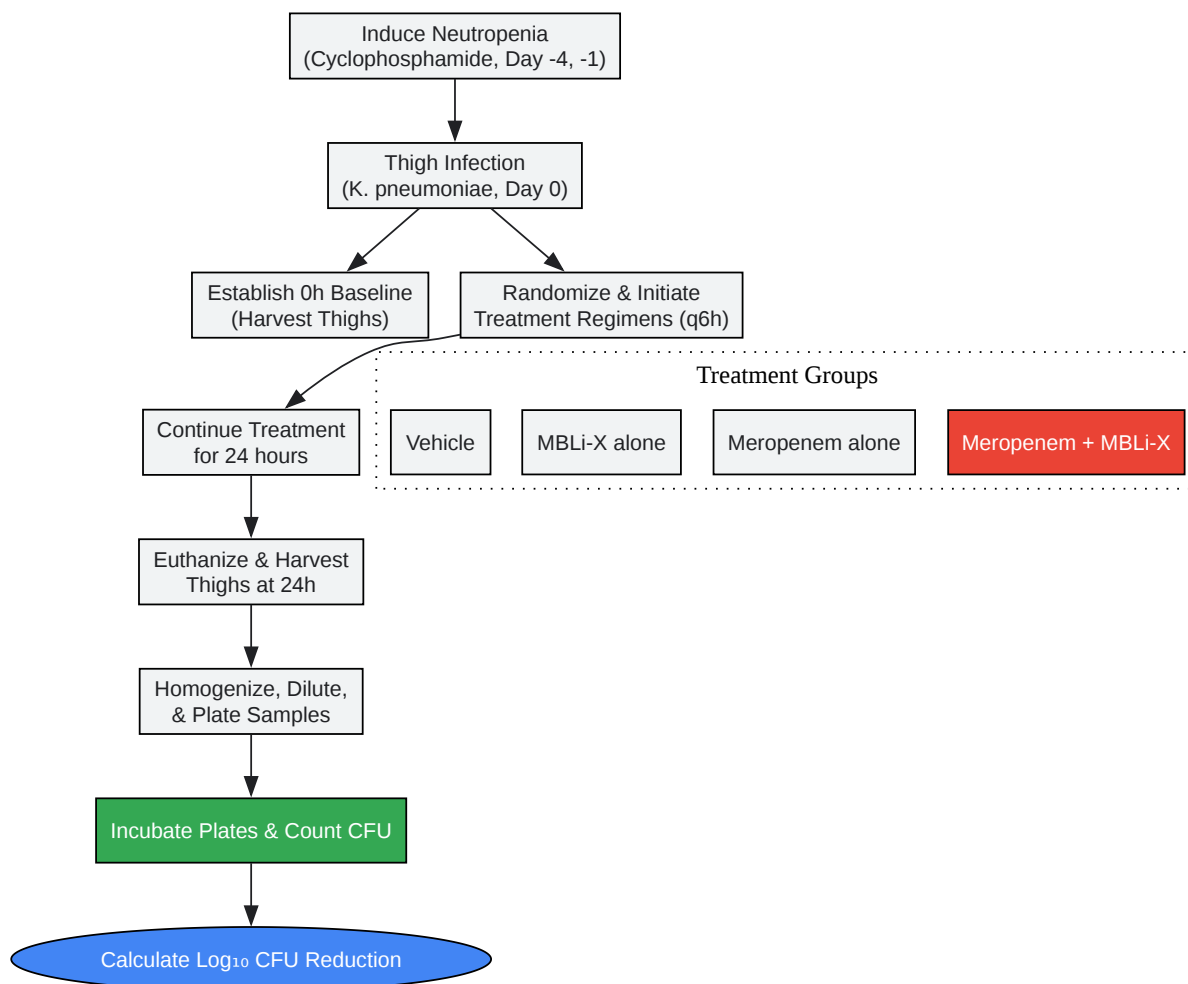 Induce Neutropenia
(Cyclophosphamide, Day -4, -1)
Thigh Infection
(K. pneumoniae, Day 0)
Establish 0h Baseline
(Harvest Thighs)
Randomize & Initiate
Treatment Regimens (q6h)
Treatment Groups
Continue Treatment
for 24 hours
Vehicle
MBLi-X alone
Meropenem alone
Meropenem + MBLi-X
Euthanize & Harvest
Thighs at 24h
Homogenize, Dilute,
& Plate Samples
Incubate Plates & Count CFU
Calculate Log₁₀ CFU Reduction